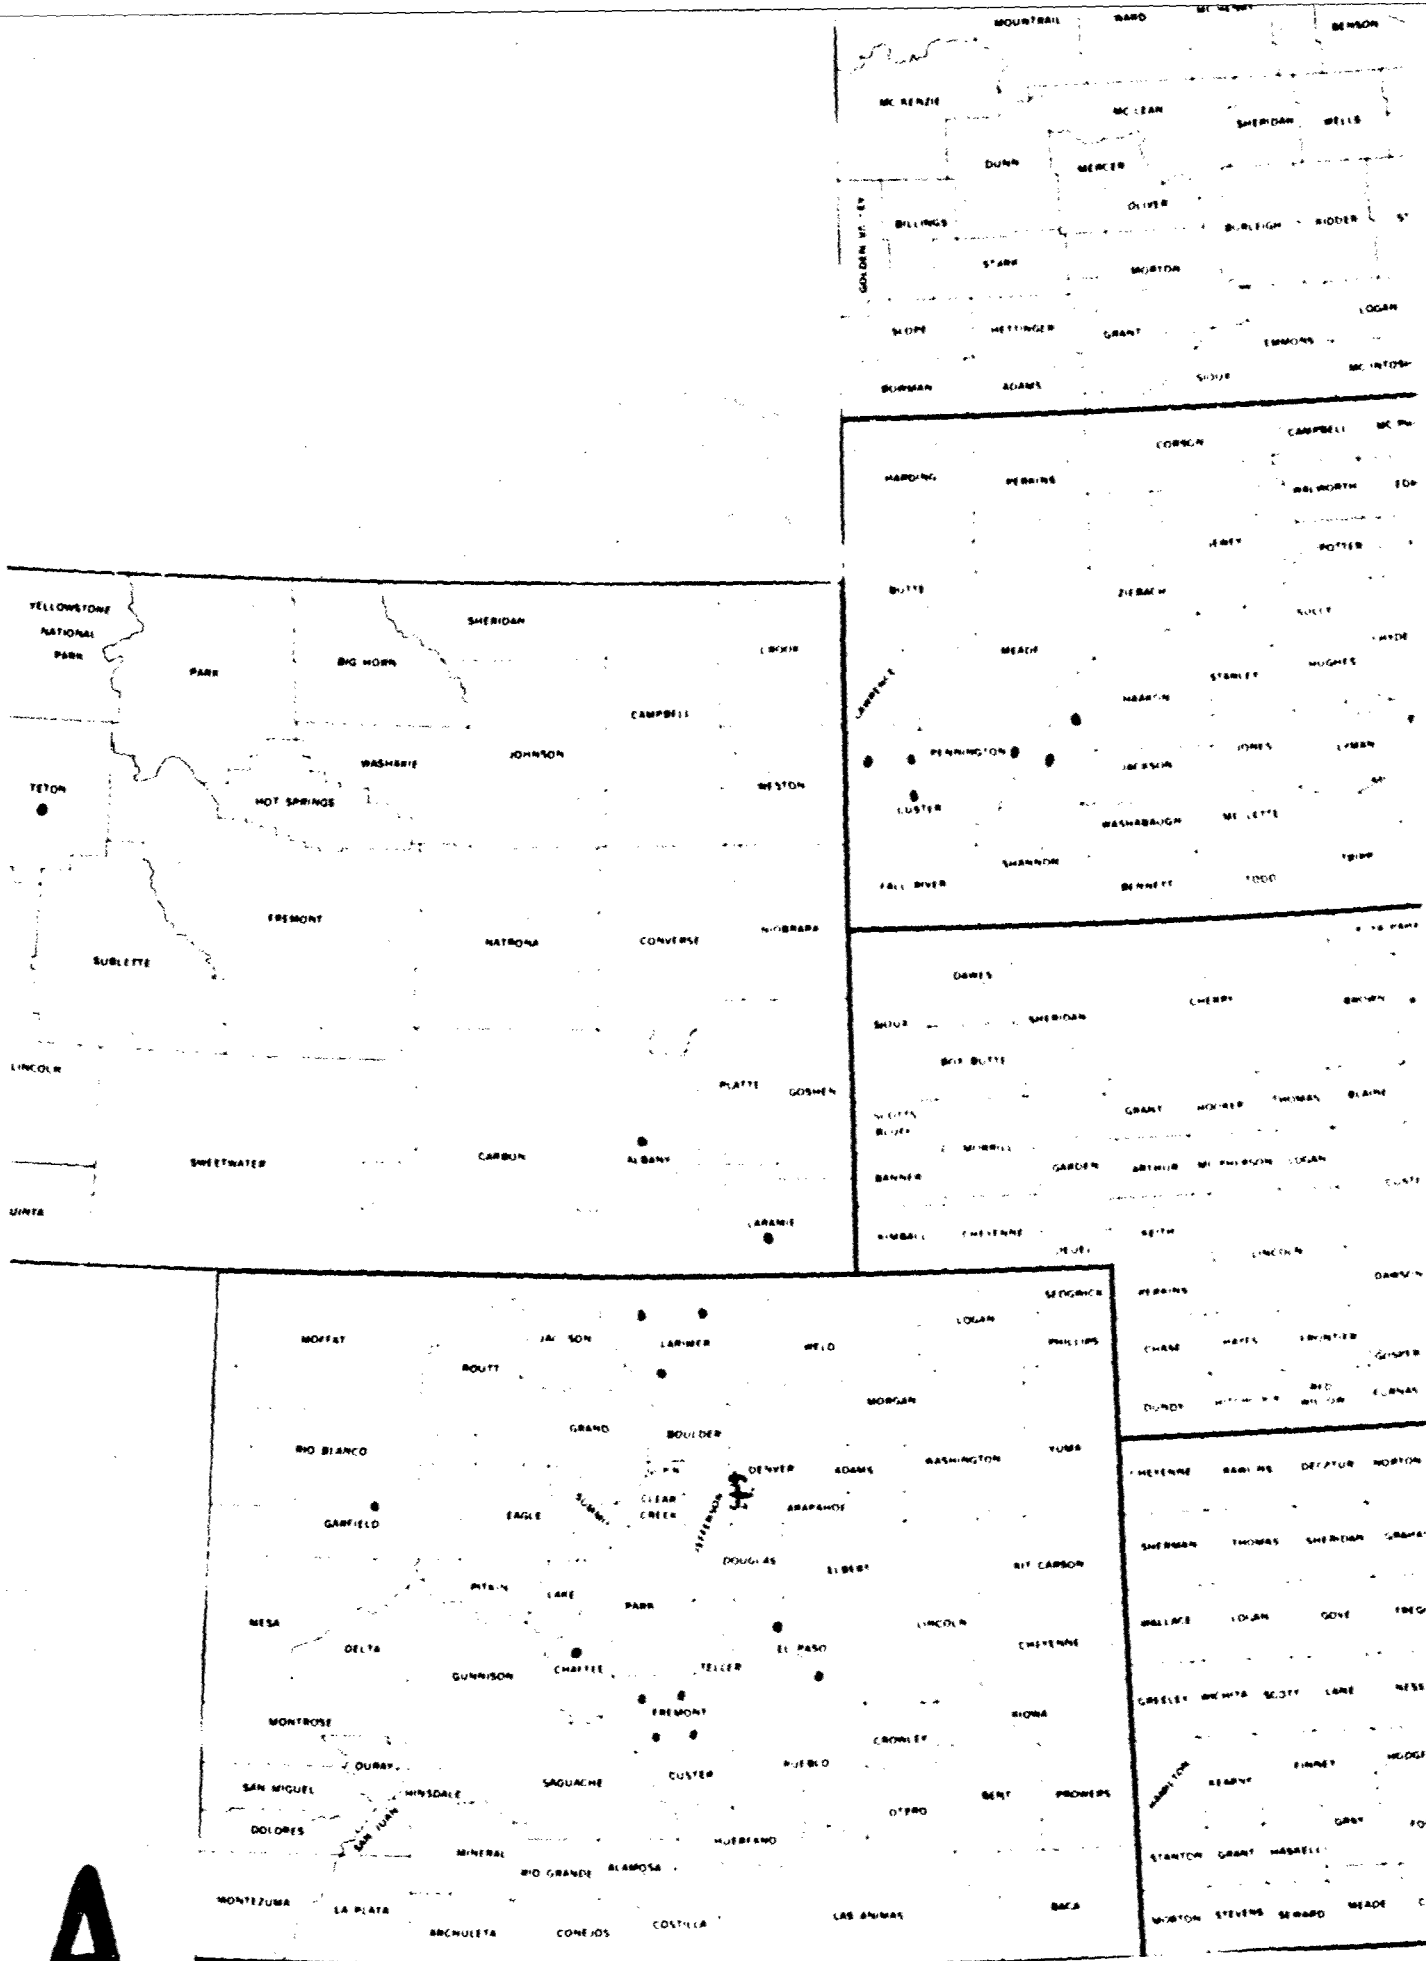 MOUNTRAIL WARD MC HENRY BENSON
MC KENZIE MC LEAN SHERIDAN WELLS
DUNN MERCER
OLIVER
BILLINGS BURLEIGH KIDDER
GOLDEN
STARK MORTON
SLOPE HETTINGER GRANT EMMONS LOGAN
BOWMAN ADAMS SIOUX MC INTOSH
CORSON CAMPBELL
HARDING PERKINS WALWORTH
DEWEY POTTER
BUTTE ZIEBACH SULLY
MEADE STANLEY HUGHES HYDE
LAWRENCE HAAKON
PENNINGTON JACKSON JONES LYMAN
CUSTER WASHABAUGH
SHANNON TRIPP
FALL RIVER BENNETT TODD
YELLOWSTONE
NATIONAL
PARK
PARK BIG HORN SHERIDAN CROOK
CAMPBELL
WASHAKIE JOHNSON
TETON HOT SPRINGS WESTON
FREMONT NATRONA CONVERSE NIOBRARA
SUBLETTE
LINCOLN PLATTE GOSHEN
SWEETWATER CARBON ALBANY
UINTA LARAMIE
DAWES CHERRY BROWN
SIOUX SHERIDAN
BOX BUTTE
SCOTTS
BLUFF
GRANT HOOKER THOMAS BLAINE
MORRILL
BANNER GARDEN ARTHUR MC PHERSON LOGAN
KIMBALL CHEYENNE DEUEL KEITH LINCOLN
PERKINS DAWSON
CHASE HAYES FRONTIER GOSPER
DUNDY RED
FURNAS
MOFFAT LARIMER WELD LOGAN SEDGWICK
ROUTT PHILLIPS
MORGAN
GRAND BOULDER
RIO BLANCO WASHINGTON YUMA
DENVER ADAMS
GARFIELD EAGLE CLEAR
CREEK
JEFFERSON ARAPAHOE
DOUGLAS ELBERT KIT CARSON
PITKIN LAKE PARK
MESA DELTA LINCOLN CHEYENNE
GUNNISON CHAFFEE TELLER EL PASO
MONTROSE FREMONT KIOWA
OURAY CROWLEY
SAN MIGUEL HINSDALE SAGUACHE CUSTER PUEBLO
DOLORES SAN JUAN OTERO BENT PROWERS
MINERAL HUERFANO
RIO GRANDE ALAMOSA
MONTEZUMA LA PLATA
ARCHULETA CONEJOS COSTILLA LAS ANIMAS BACA
RAWLINS DECATUR NORTON
SHERMAN THOMAS SHERIDAN
WALLACE LOGAN GOVE
GREELEY WICHITA SCOTT LANE NESS
HAMILTON KEARNY FINNEY
GRAY
STANTON GRANT HASKELL
MORTON STEVENS SEWARD MEADE
A